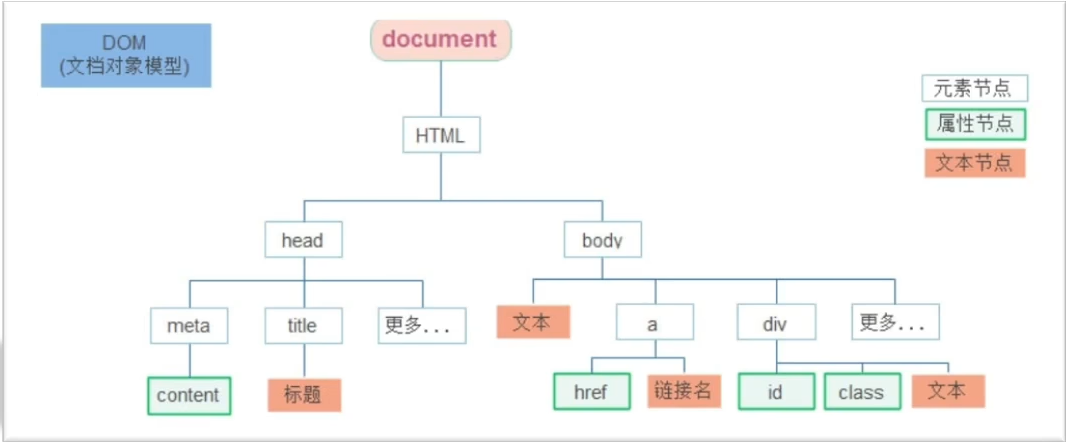 DOM
(文档对象模型)
document
元素节点
属性节点
文本节点
HTML
head
body
meta
title
更多...
文本
a
div
更多...
content
标题
href
链接名
id
class
文本